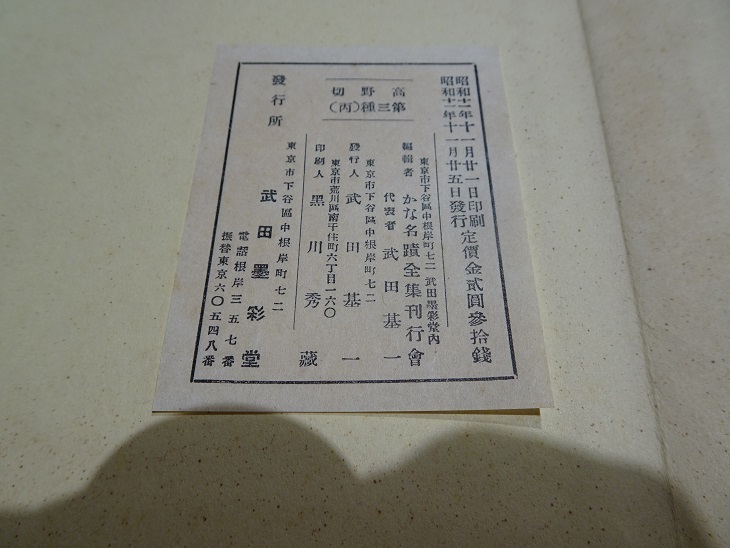 昭和十一年十一月廿一日印刷
昭和十一年十一月廿五日發行
定價金貳圓參拾錢
高野切
第三種(丙)
東京市下谷區中根岸町七二 武田墨彩堂內
編輯者 かな名蹟全集刊行會
代表者 武田基一
東京市下谷區中根岸町七二
發行人 武田基一
東京市荒川區南千住町六丁目一六〇
印刷人 黑川秀藏
發行所
東京市下谷區中根岸町七二
武田墨彩堂
電話根岸三五七番
振替東京六〇五四八番